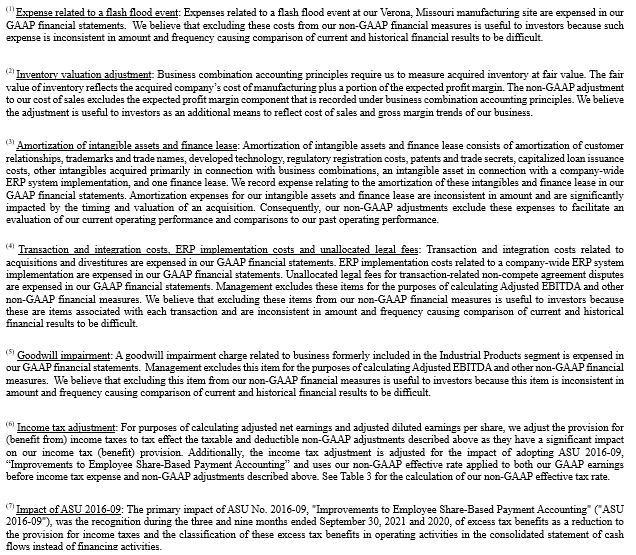 (1) Expense related to a flash flood event: Expenses related to a flash flood event at our Verona, Missouri manufacturing site are expensed in our
GAAP financial statements. We believe that excluding these costs from our non-GAAP financial measures is useful to investors because such
expense is inconsistent in amount and frequency causing comparison of current and historical financial results to be difficult.
(2) Inventory valuation adjustment: Business combination accounting principles require us to measure acquired inventory at fair value. The fair
value of inventory reflects the acquired company's cost of manufacturing plus a portion of the expected profit margin. The non-GAAP adjustment
to our cost of sales excludes the expected profit margin component that is recorded under business combination accounting principles. We believe
the adjustment is useful to investors as an additional means to reflect cost of sales and gross margin trends of our business.
(3) Amortization of intangible assets and finance lease: Amortization of intangible assets and finance lease consists of amortization of customer
relationships, trademarks and trade names, developed technology, regulatory registration costs, patents and trade secrets, capitalized loan issuance
costs, other intangibles acquired primarily in connection with business combinations, an intangible asset in connection with a company-wide
ERP system implementation, and one finance lease. We record expense relating to the amortization of these intangibles and finance lease in our
GAAP financial statements. Amortization expenses for our intangible assets and finance lease are inconsistent in amount and are significantly
impacted by the timing and valuation of an acquisition. Consequently, our non-GAAP adjustments exclude these expenses to facilitate an
evaluation of our current operating performance and comparisons to our past operating performance.
(4) Transaction and integration costs, ERP implementation costs and unallocated legal fees: Transaction and integration costs related to
acquisitions and divestitures are expensed in our GAAP financial statements. ERP implementation costs related to a company-wide ERP system
implementation are expensed in our GAAP financial statements. Unallocated legal fees for transaction-related non-compete agreement disputes
are expensed in our GAAP financial statements. Management excludes these items for the purposes of calculating Adjusted EBITDA and other
non-GAAP financial measures. We believe that excluding these items from our non-GAAP financial measures is useful to investors because
these are items associated with each transaction and are inconsistent in amount and frequency causing comparison of current and historical
financial results to be difficult.
(5) Goodwill impairment: A goodwill impairment charge related to business formerly included in the Industrial Products segment is expensed in
our GAAP financial statements. Management excludes this item for the purposes of calculating Adjusted EBITDA and other non-GAAP financial
measures. We believe that excluding this item from our non-GAAP financial measures is useful to investors because this item is inconsistent in
amount and frequency causing comparison of current and historical financial results to be difficult.
(6) Income tax adjustment: For purposes of calculating adjusted net earnings and adjusted diluted earnings per share, we adjust the provision for
(benefit from) income taxes to tax effect the taxable and deductible non-GAAP adjustments described above as they have a significant impact
on our income tax (benefit) provision. Additionally, the income tax adjustment is adjusted for the impact of adopting ASU 2016-09,
"Improvements to Employee Share-Based Payment Accounting" and uses our non-GAAP effective rate applied to both our GAAP earnings
before income tax expense and non-GAAP adjustments described above. See Table 3 for the calculation of our non-GAAP effective tax rate.
(7) Impact of ASU 2016-09: The primary impact of ASU No. 2016-09, "Improvements to Employee Share-Based Payment Accounting" ("ASU
2016-09"), was the recognition during the three and nine months ended September 30, 2021 and 2020, of excess tax benefits as a reduction to
the provision for income taxes and the classification of these excess tax benefits in operating activities in the consolidated statement of cash
flows instead of financing activities.